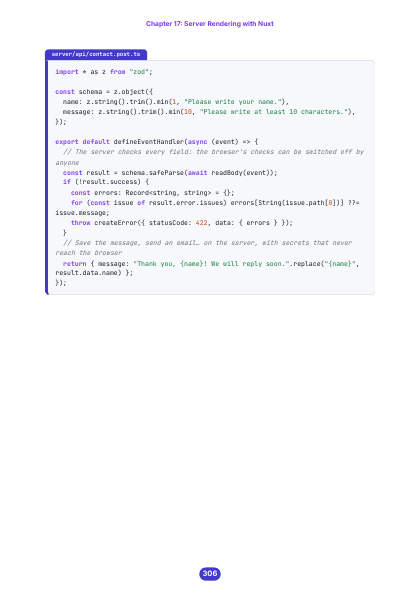 Chapter 17: Server Rendering with Nuxt
server/api/contact.post.ts
import * as z from "zod";
const schema = z.object({
  name: z.string().trim().min(1, "Please write your name."),
  message: z.string().trim().min(10, "Please write at least 10 characters."),
});
export default defineEventHandler(async (event) => {
  // The server checks every field: the browser's checks can be switched off by
anyone
  const result = schema.safeParse(await readBody(event));
  if (!result.success) {
    const errors: Record<string, string> = {};
    for (const issue of result.error.issues) errors[String(issue.path[0])] ??=
issue.message;
    throw createError({ statusCode: 422, data: { errors } });
  }
  // Save the message, send an email… on the server, with secrets that never
reach the browser
  return { message: "Thank you, {name}! We will reply soon.".replace("{name}",
result.data.name) };
});
306